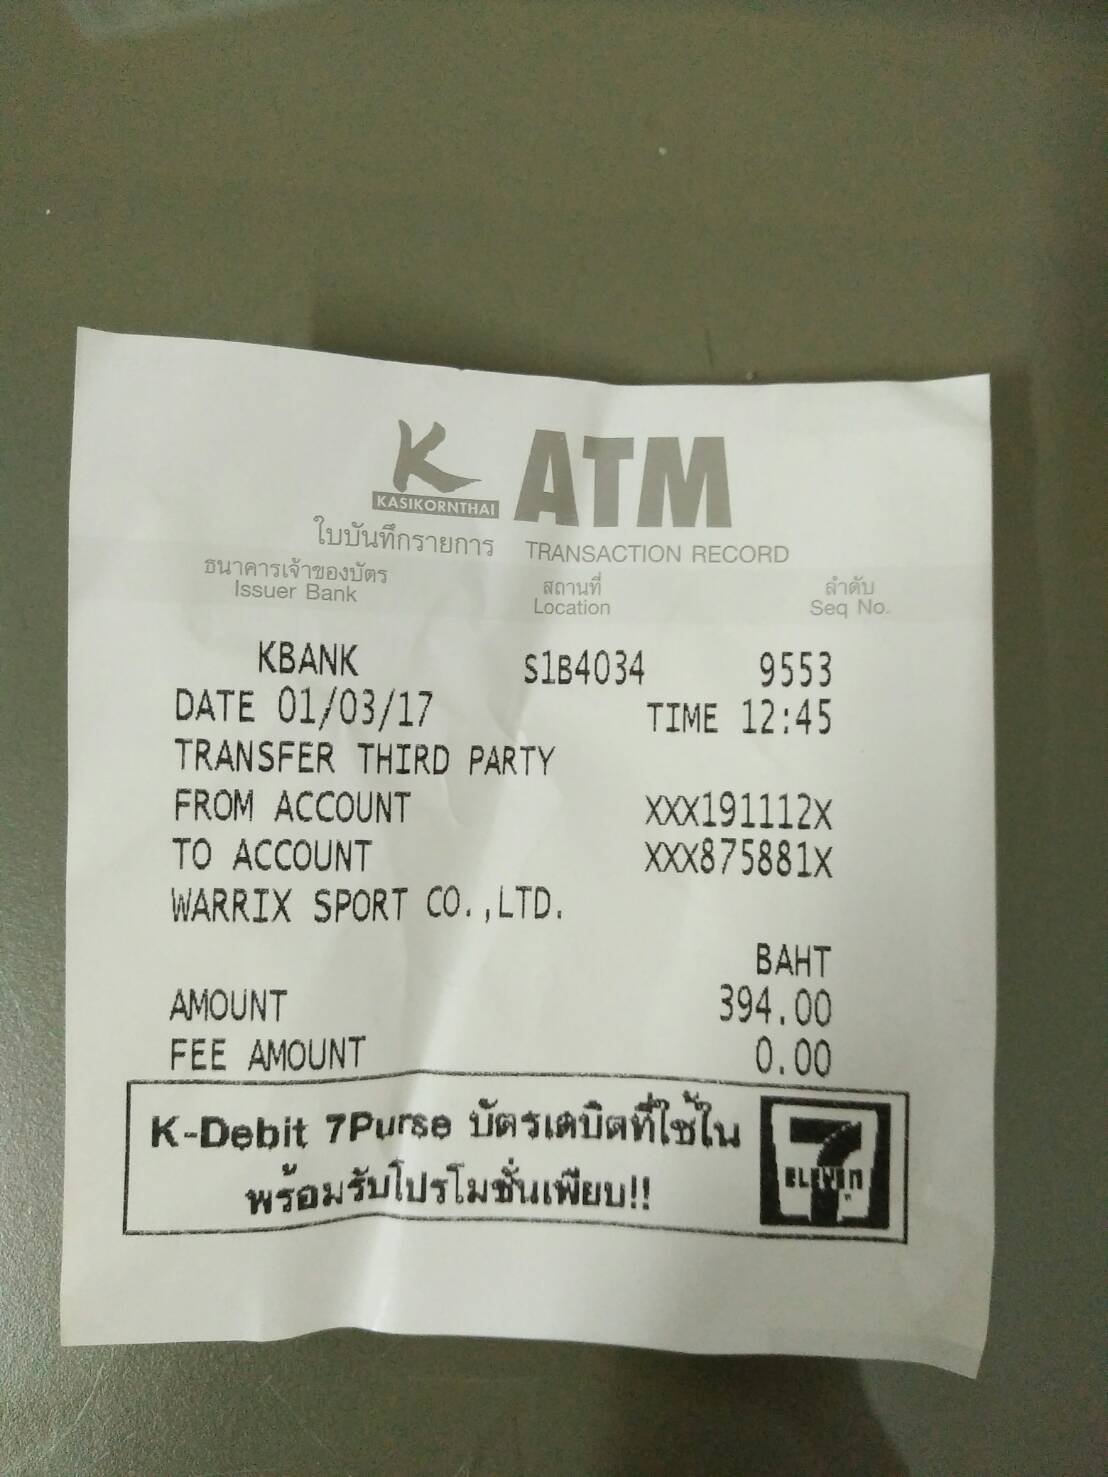 K ATM
KASIKORNTHAI
ใบบันทึกรายการ TRANSACTION RECORD
ธนาคารเจ้าของบัตร สถานที่ ลำดับ
Issuer Bank Location Seq No.
KBANK S1B4034 9553
DATE 01/03/17 TIME 12:45
TRANSFER THIRD PARTY
FROM ACCOUNT XXX191112X
TO ACCOUNT XXX875881X
WARRIX SPORT CO.,LTD.
BAHT
AMOUNT 394.00
FEE AMOUNT 0.00
K-Debit 7Purse บัตรเดบิตที่ใช้ใน
พร้อมรับโปรโมชั่นเพียบ!!
7 ELEVEn